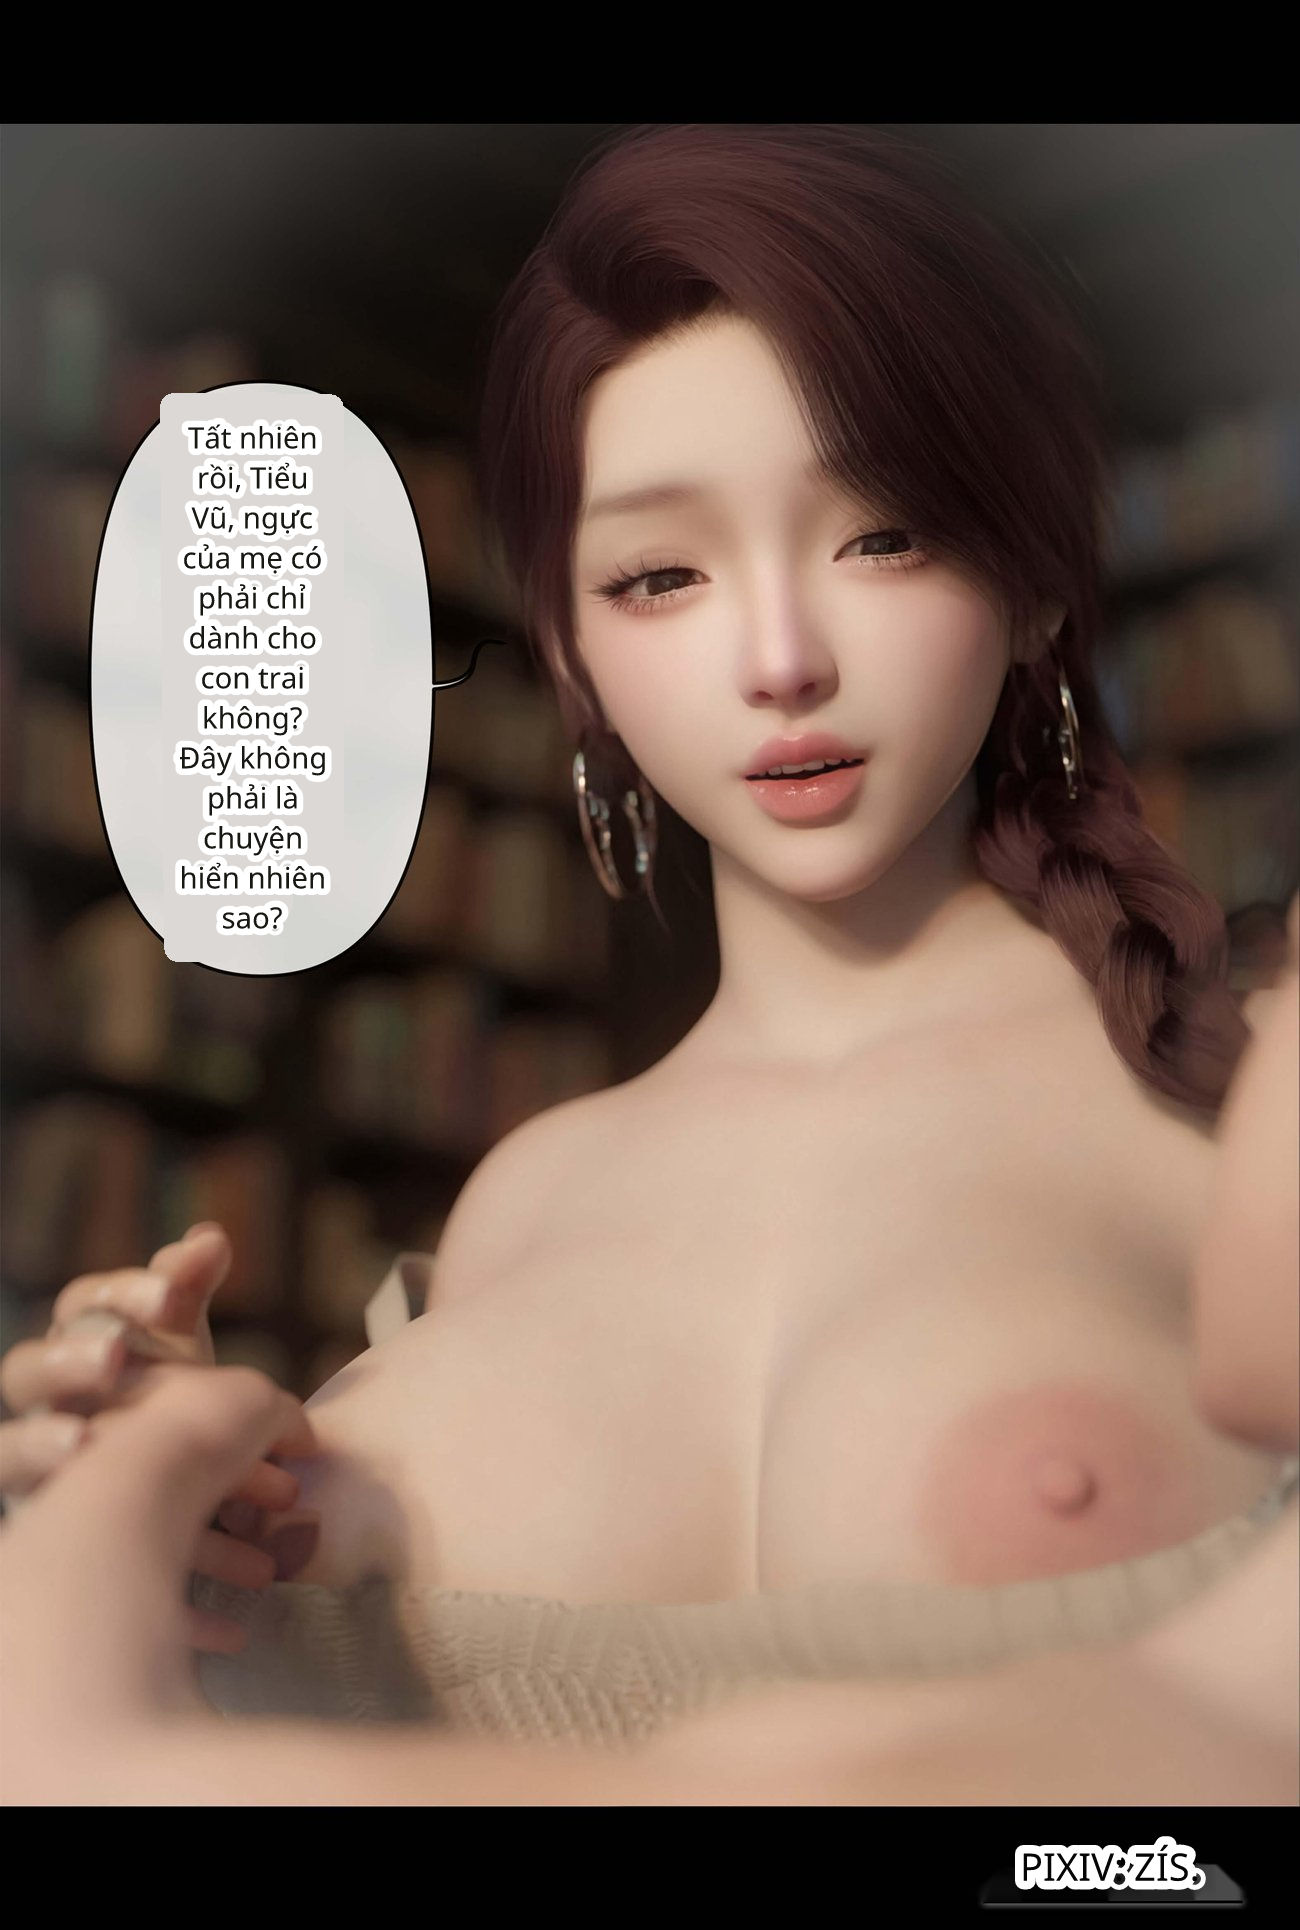 Tất nhiên
rồi, Tiểu
Vũ, ngực
của mẹ có
phải chỉ
dành cho
con trai
không?
Đây không
phải là
chuyện
hiển nhiên
sao?
PIXIV:ZÍS.